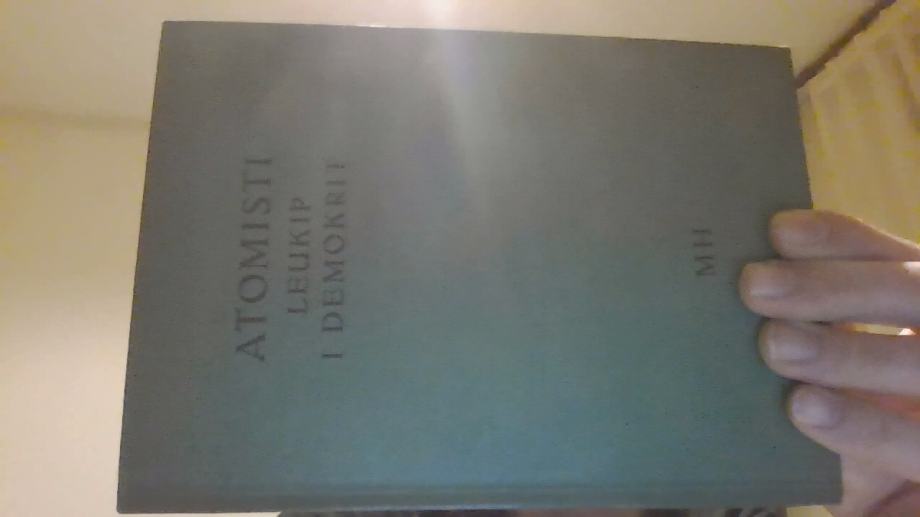 ATOMISTI
LEUKIP
I DEMOKRIT
MH